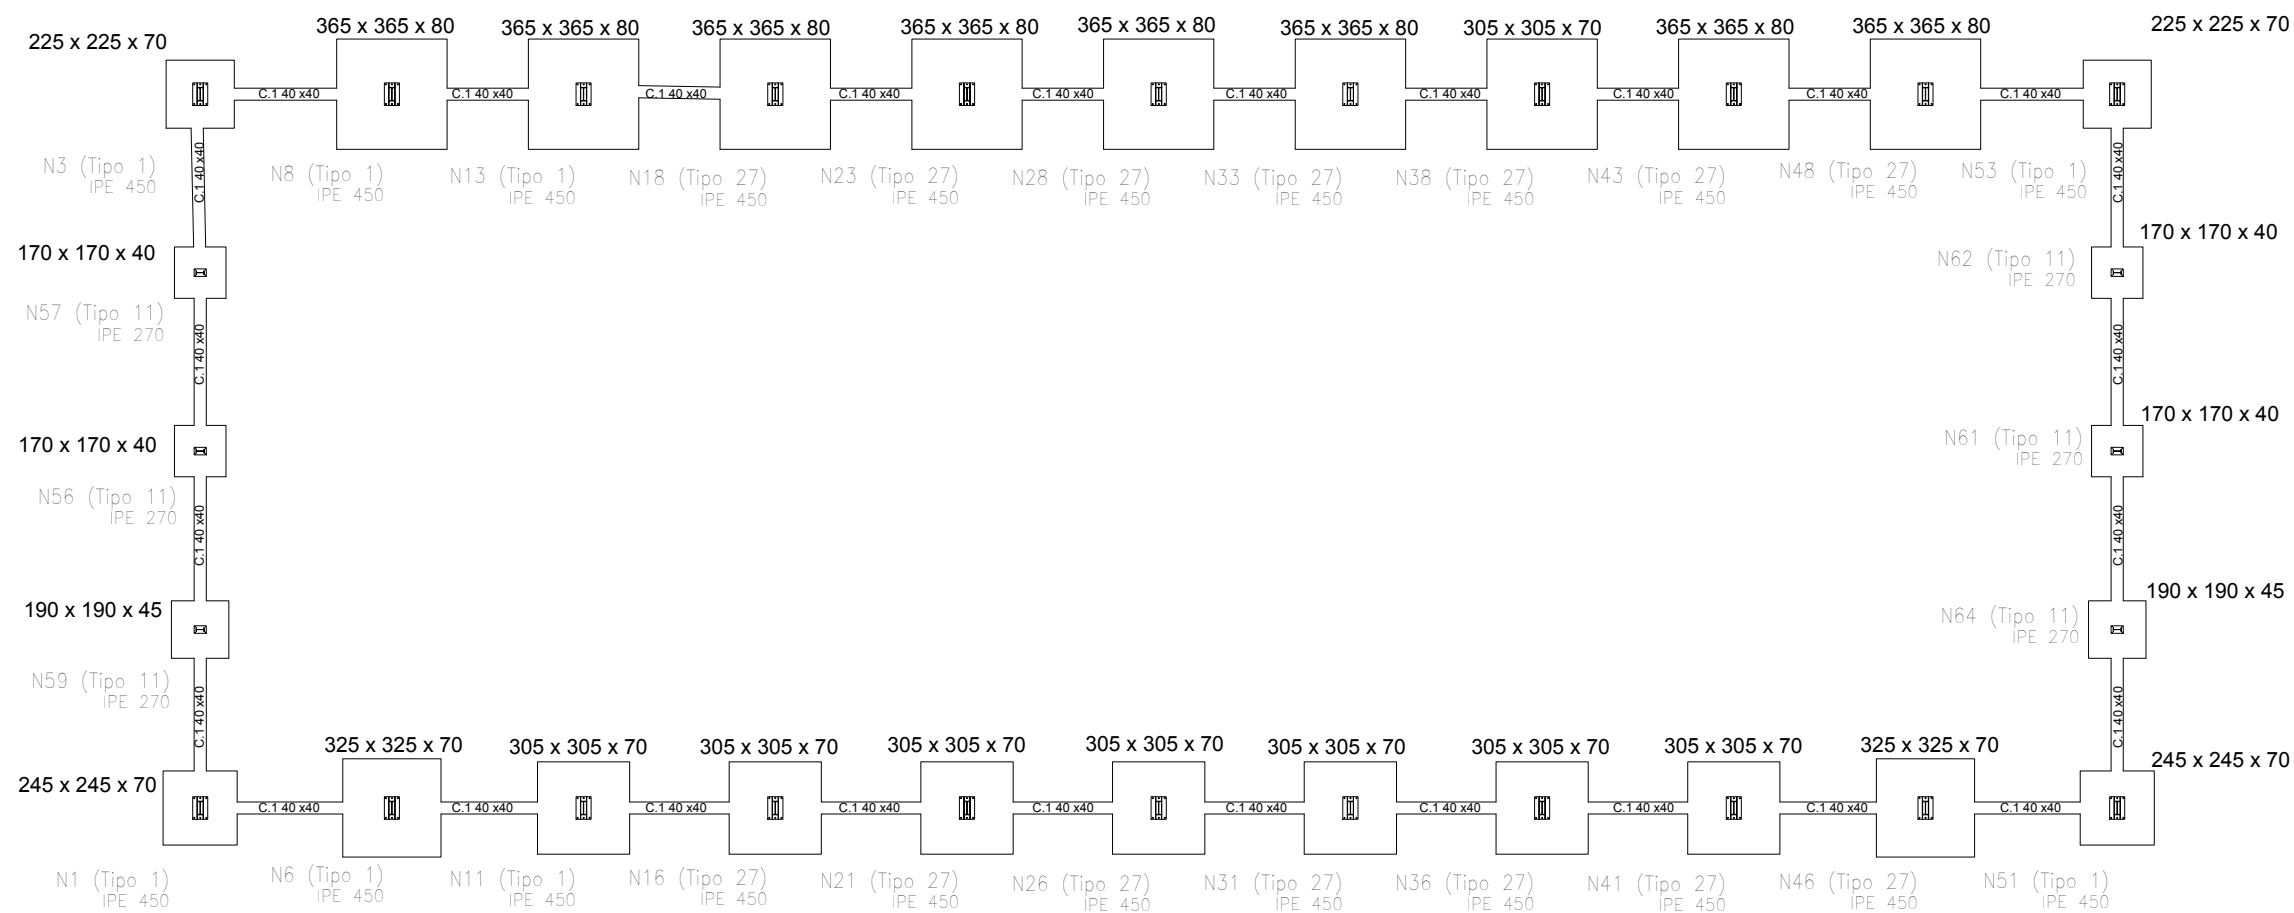 225 x 225 x 70
365 x 365 x 80
365 x 365 x 80
365 x 365 x 80
365 x 365 x 80
365 x 365 x 80
365 x 365 x 80
305 x 305 x 70
365 x 365 x 80
365 x 365 x 80
225 x 225 x 70
C.1 40 x40
C.1 40 x40
C.1 40 x40
C.1 40 x40
C.1 40 x40
C.1 40 x40
C.1 40 x40
C.1 40 x40
C.1 40 x40
C.1 40 x40
N3 (Tipo 1)
IPE 450
C.1 40 x40
N8 (Tipo 1)
IPE 450
N13 (Tipo 1)
IPE 450
N18 (Tipo 27)
IPE 450
N23 (Tipo 27)
IPE 450
N28 (Tipo 27)
IPE 450
N33 (Tipo 27)
IPE 450
N38 (Tipo 27)
IPE 450
N43 (Tipo 27)
IPE 450
N48 (Tipo 27)
IPE 450
N53 (Tipo 1)
IPE 450
C.1 40 x40
170 x 170 x 40
N57 (Tipo 11)
IPE 270
C.1 40 x40
170 x 170 x 40
N62 (Tipo 11)
IPE 270
C.1 40 x40
170 x 170 x 40
N56 (Tipo 11)
IPE 270
C.1 40 x40
170 x 170 x 40
N61 (Tipo 11)
IPE 270
C.1 40 x40
190 x 190 x 45
N59 (Tipo 11)
IPE 270
C.1 40 x40
190 x 190 x 45
N64 (Tipo 11)
IPE 270
C.1 40 x40
245 x 245 x 70
325 x 325 x 70
305 x 305 x 70
305 x 305 x 70
305 x 305 x 70
305 x 305 x 70
305 x 305 x 70
305 x 305 x 70
305 x 305 x 70
325 x 325 x 70
245 x 245 x 70
C.1 40 x40
C.1 40 x40
C.1 40 x40
C.1 40 x40
C.1 40 x40
C.1 40 x40
C.1 40 x40
C.1 40 x40
C.1 40 x40
C.1 40 x40
N1 (Tipo 1)
IPE 450
N6 (Tipo 1)
IPE 450
N11 (Tipo 1)
IPE 450
N16 (Tipo 27)
IPE 450
N21 (Tipo 27)
IPE 450
N26 (Tipo 27)
IPE 450
N31 (Tipo 27)
IPE 450
N36 (Tipo 27)
IPE 450
N41 (Tipo 27)
IPE 450
N46 (Tipo 27)
IPE 450
N51 (Tipo 1)
IPE 450